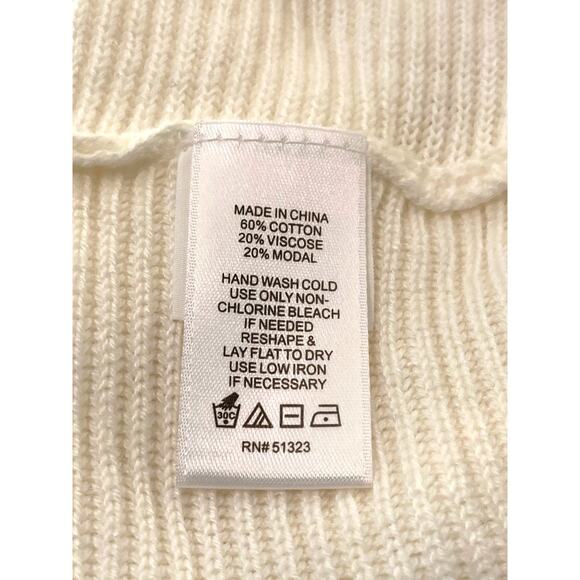 MADE IN CHINA
60% COTTON
20% VISCOSE
20% MODAL
HAND WASH COLD
USE ONLY NON-
CHLORINE BLEACH
IF NEEDED
RESHAPE &
LAY FLAT TO DRY
USE LOW IRON
IF NECESSARY
30C
RN# 51323